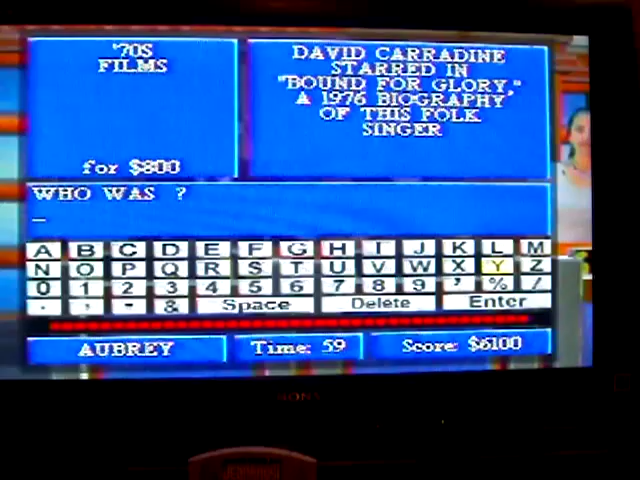 '70S
FILMS
for $800
DAVID CARRADINE
STARRED IN
"BOUND FOR GLORY,"
A 1976 BIOGRAPHY
OF THIS FOLK
SINGER
WHO WAS ?
_
A B C D E F G H I J K L M
N O P Q R S T U V W X Y Z
0 1 2 3 4 5 6 7 8 9 ' % /
. , - & Space Delete Enter
AUBREY Time: 59 Score: $6100
SONY